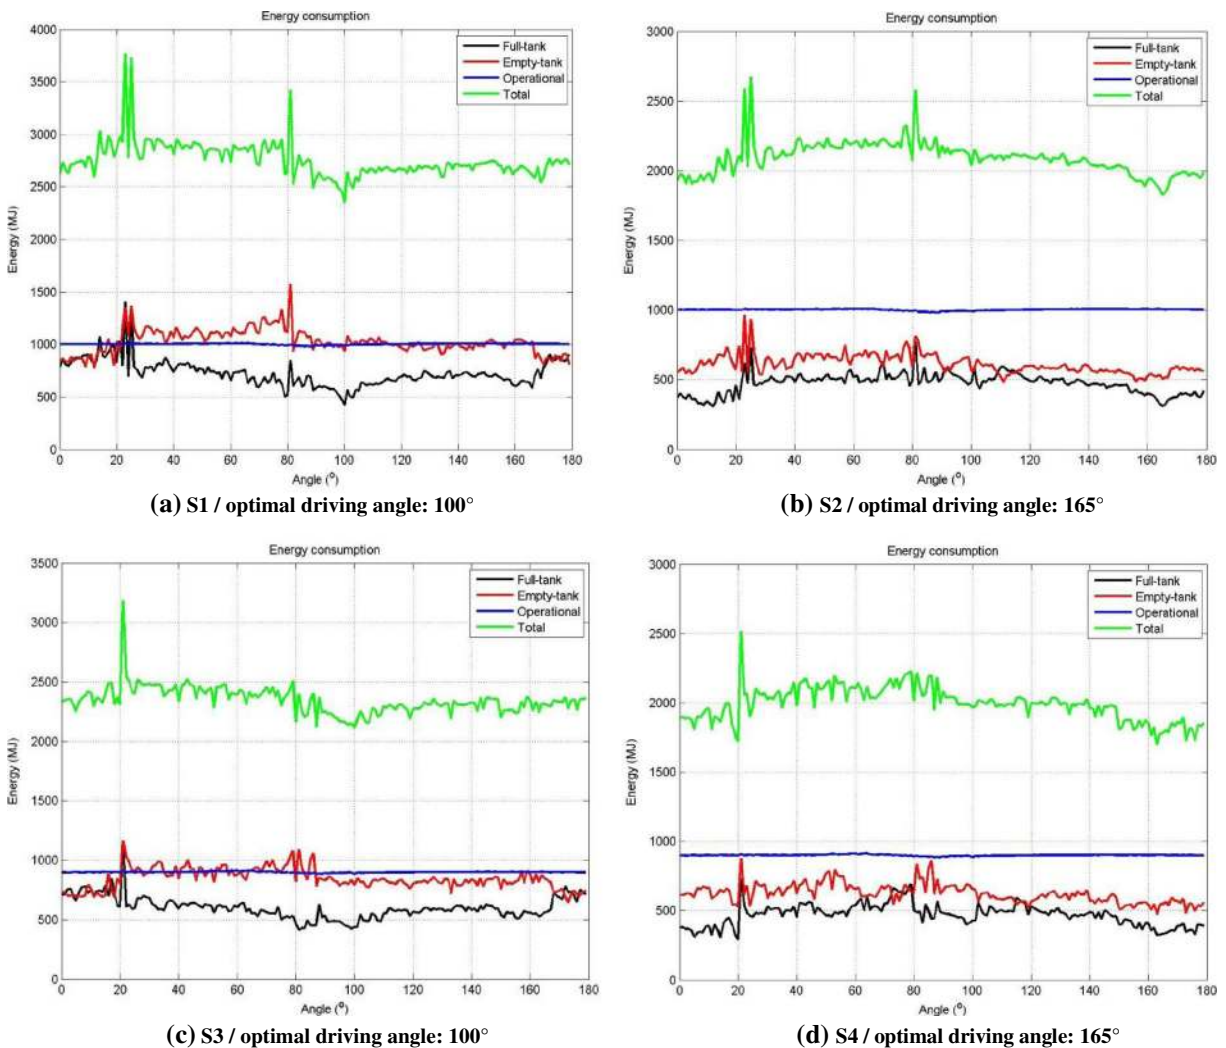 Energy consumption
4000
3500
3000
2500
2000
1500
1000
500
0
Energy (MJ)
Full-tank
Empty-tank
Operational
Total
0 20 40 60 80 100 120 140 160 180
Angle (°)
(a) S1 / optimal driving angle: 100°
Energy consumption
3000
2500
2000
1500
1000
500
0
Energy (MJ)
Full-tank
Empty-tank
Operational
Total
0 20 40 60 80 100 120 140 160 180
Angle (°)
(b) S2 / optimal driving angle: 165°
Energy consumption
3500
3000
2500
2000
1500
1000
500
0
Energy (MJ)
Full-tank
Empty-tank
Operational
Total
0 20 40 60 80 100 120 140 160 180
Angle (°)
(c) S3 / optimal driving angle: 100°
Energy consumption
3000
2500
2000
1500
1000
500
0
Energy (MJ)
Full-tank
Empty-tank
Operational
Total
0 20 40 60 80 100 120 140 160 180
Angle (°)
(d) S4 / optimal driving angle: 165°